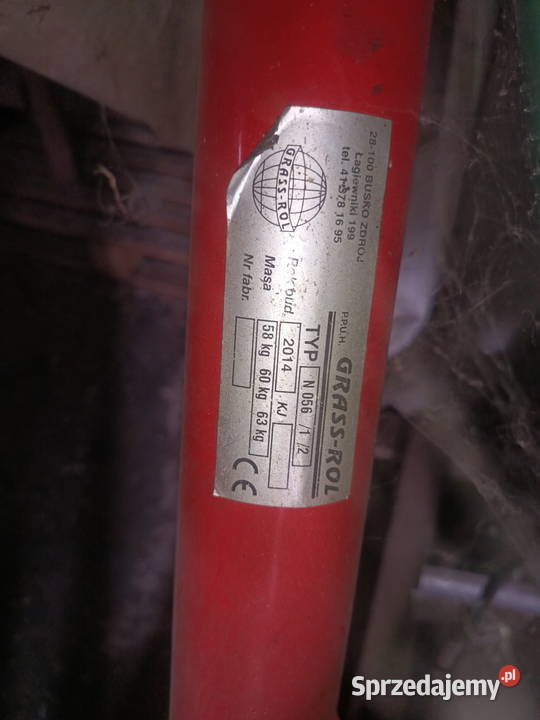 GRASS-ROL
28-100 BUSKO ZDRÓJ
Łagiewniki 199
tel. 41-378 16 95
P.P.U.H. GRASS-ROL
TYP N 056 /1 /2
Rok bud. 2014 KJ
Masa 58 kg 60 kg 63 kg
Nr fabr.
CE
Sprzedajemy.pl